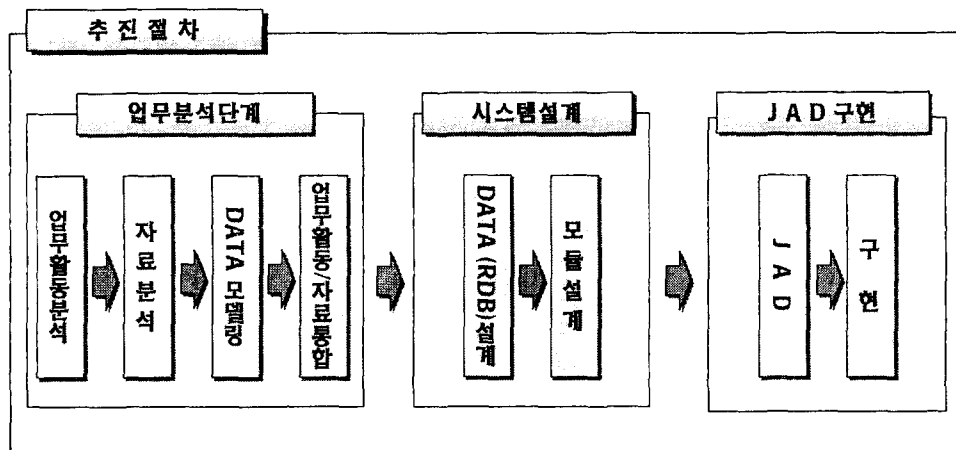 추 진 절 차
업무분석단계
업무활동분석
자료분석
DATA 모델링
업무활동/자료통합
시스템설계
DATA (RDB)설계
모듈설계
J A D 구현
J A D
구 현